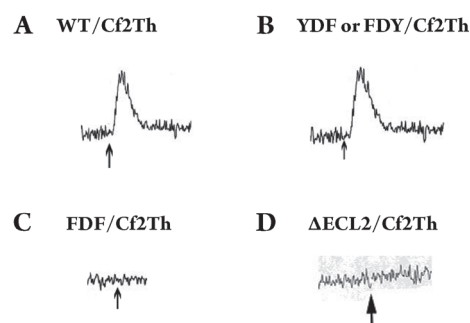 A WT/Cf2Th
B YDF or FDY/Cf2Th
C FDF/Cf2Th
D ΔECL2/Cf2Th